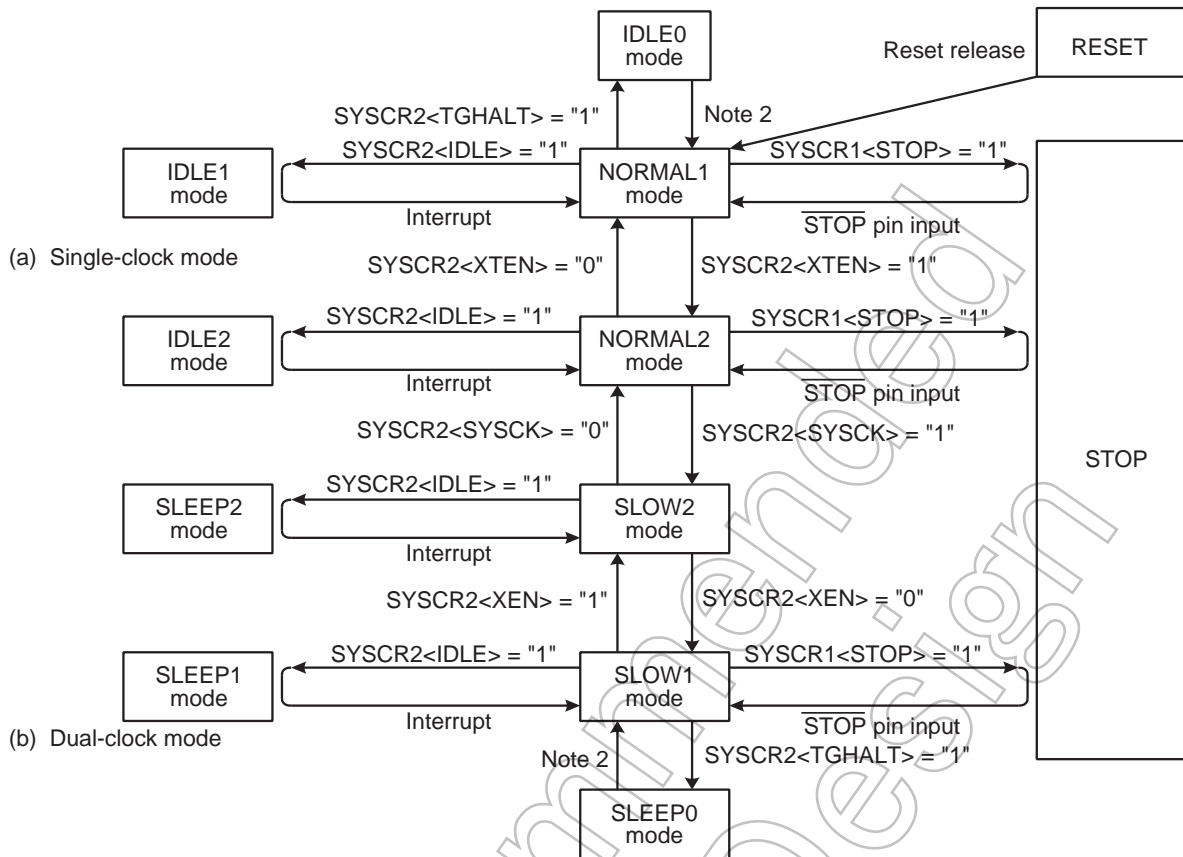 IDLE0
mode
Reset release
RESET
SYSCR2<TGHALT> = "1"
Note 2
IDLE1
mode
SYSCR2<IDLE> = "1"
Interrupt
NORMAL1
mode
SYSCR1<STOP> = "1"
STOP pin input
(a) Single-clock mode
SYSCR2<XTEN> = "0"
SYSCR2<XTEN> = "1"
IDLE2
mode
SYSCR2<IDLE> = "1"
Interrupt
NORMAL2
mode
SYSCR1<STOP> = "1"
STOP pin input
SYSCR2<SYSCK> = "0"
SYSCR2<SYSCK> = "1"
STOP
SLEEP2
mode
SYSCR2<IDLE> = "1"
Interrupt
SLOW2
mode
SYSCR2<XEN> = "1"
SYSCR2<XEN> = "0"
SLEEP1
mode
SYSCR2<IDLE> = "1"
Interrupt
SLOW1
mode
SYSCR1<STOP> = "1"
STOP pin input
(b) Dual-clock mode
Note 2
SYSCR2<TGHALT> = "1"
SLEEP0
mode